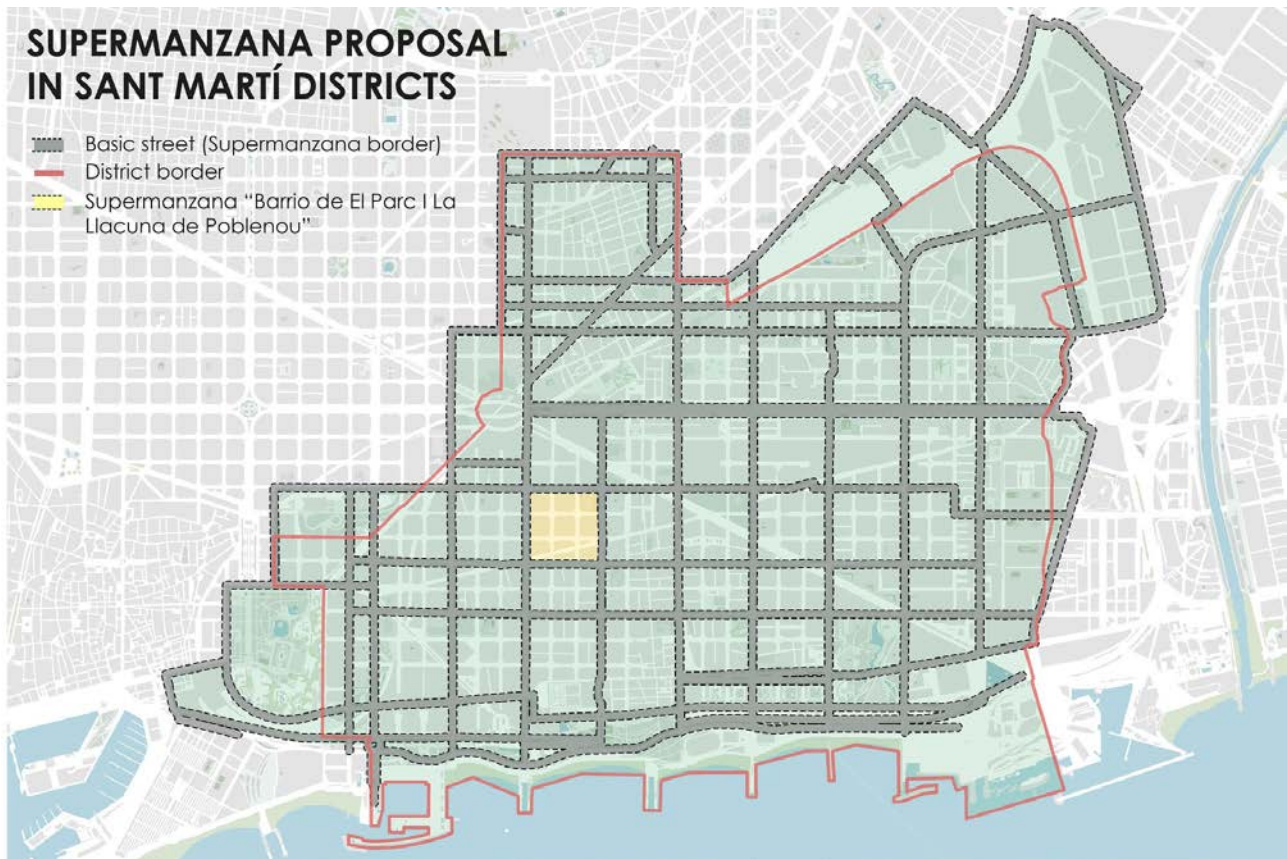 SUPERMANZANA PROPOSAL
IN SANT MARTÍ DISTRICTS
Basic street (Supermanzana border)
District border
Supermanzana “Barrio de El Parc I La
Llacuna de Poblenou”